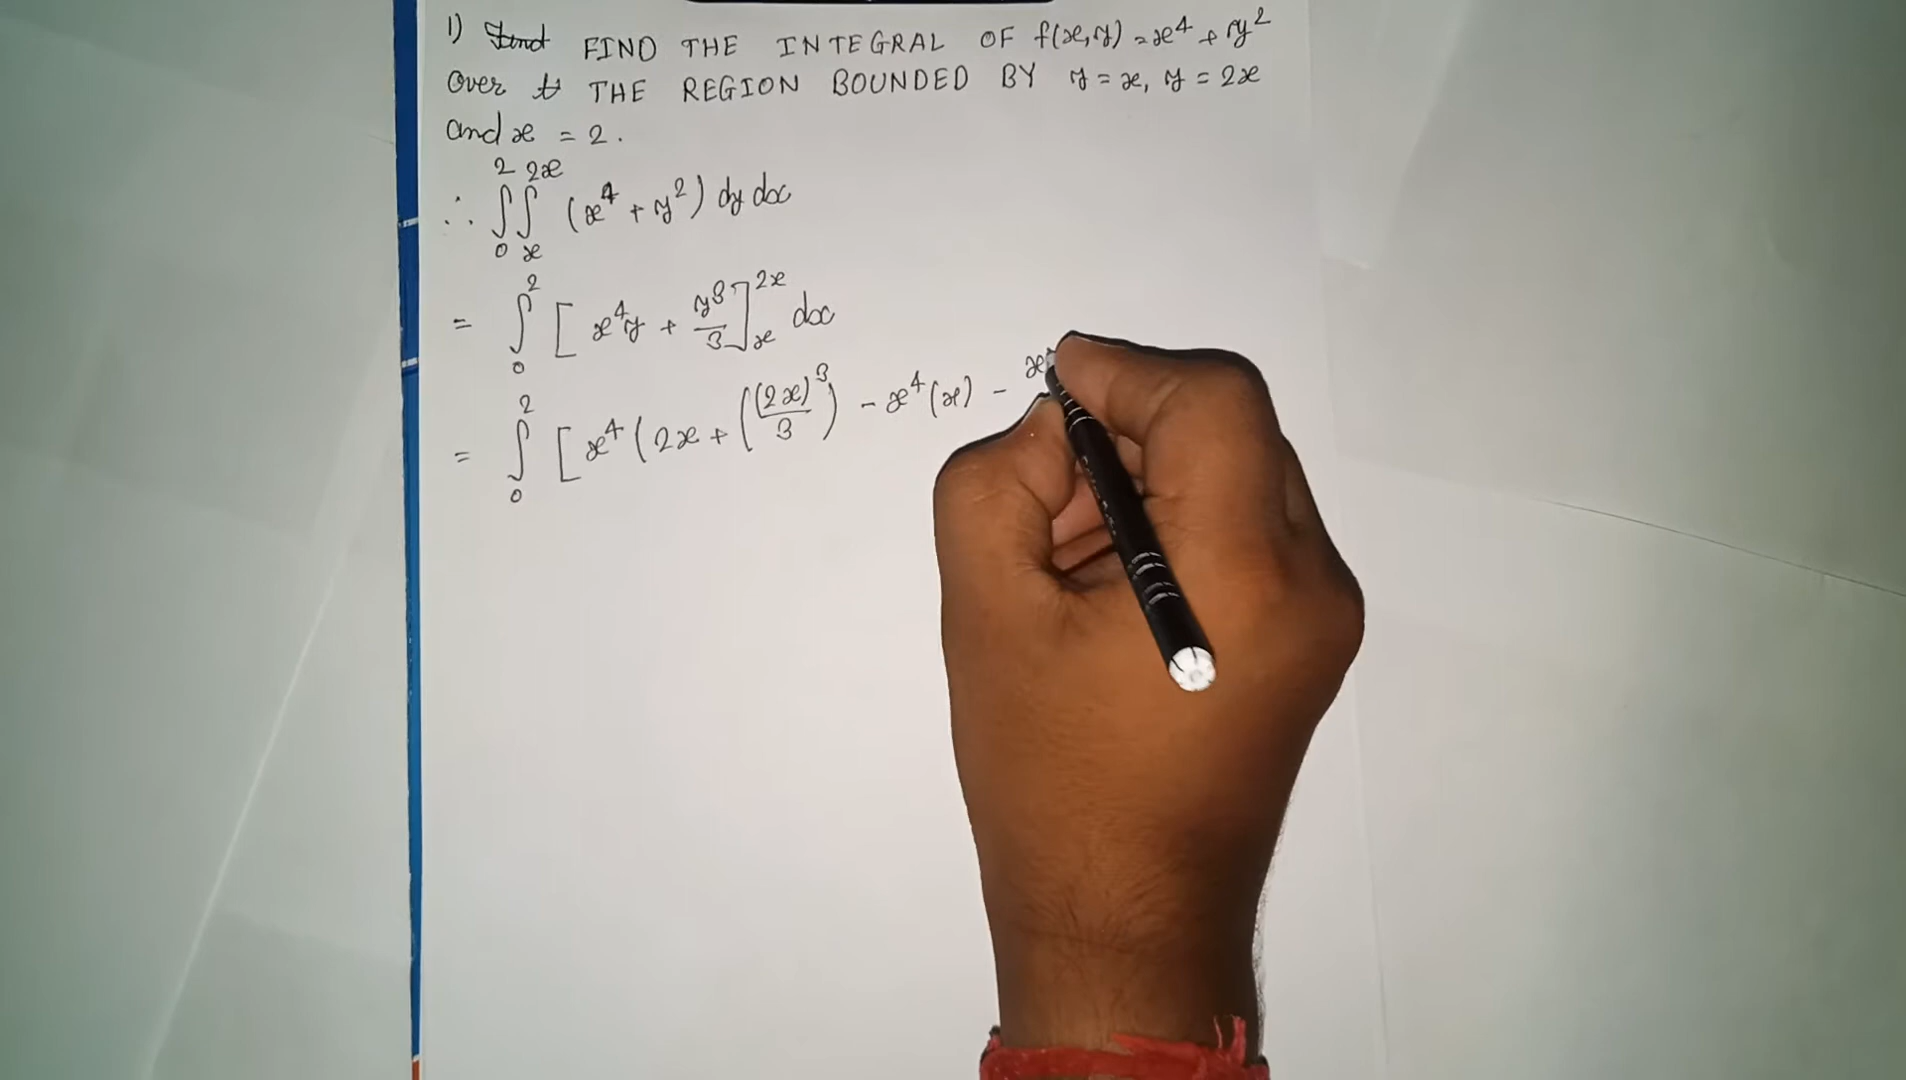 1) Find FIND THE INTEGRAL OF f(x,y) = x⁴ + y²
Over t THE REGION BOUNDED BY y = x, y = 2x
and x = 2.
∴ ∫₀² ∫ₓ²ˣ (x⁴ + y²) dy dx
= ∫₀² [ x⁴y + y³/3 ]ₓ²ˣ dx
= ∫₀² [ x⁴ (2x + ((2x)³/3) - x⁴(x) - x